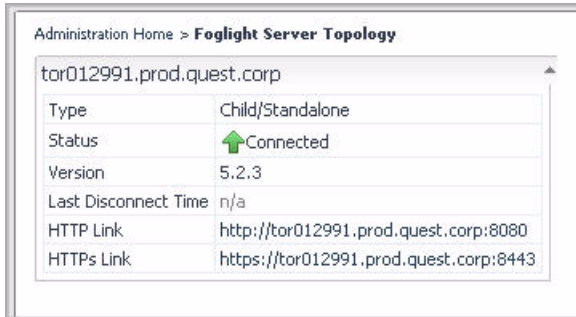 Administration Home > Foglight Server Topology
tor012991.prod.quest.corp
Type Child/Standalone
Status Connected
Version 5.2.3
Last Disconnect Time n/a
HTTP Link http://tor012991.prod.quest.corp:8080
HTTPs Link https://tor012991.prod.quest.corp:8443